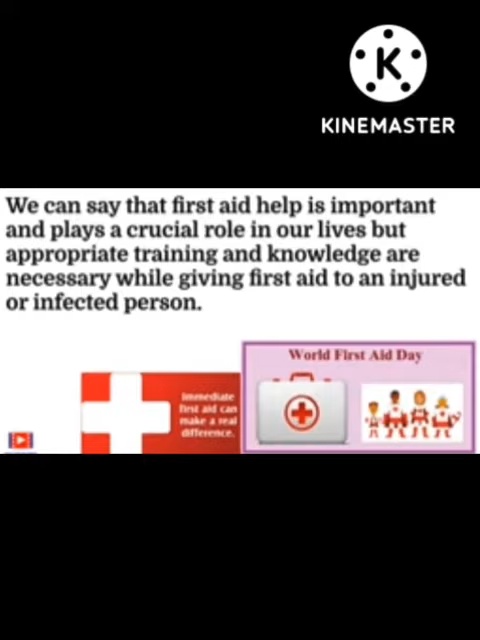 K
KINEMASTER
We can say that first aid help is important
and plays a crucial role in our lives but
appropriate training and knowledge are
necessary while giving first aid to an injured
or infected person.
World First Aid Day
Immediate
first aid can
make a real
difference.